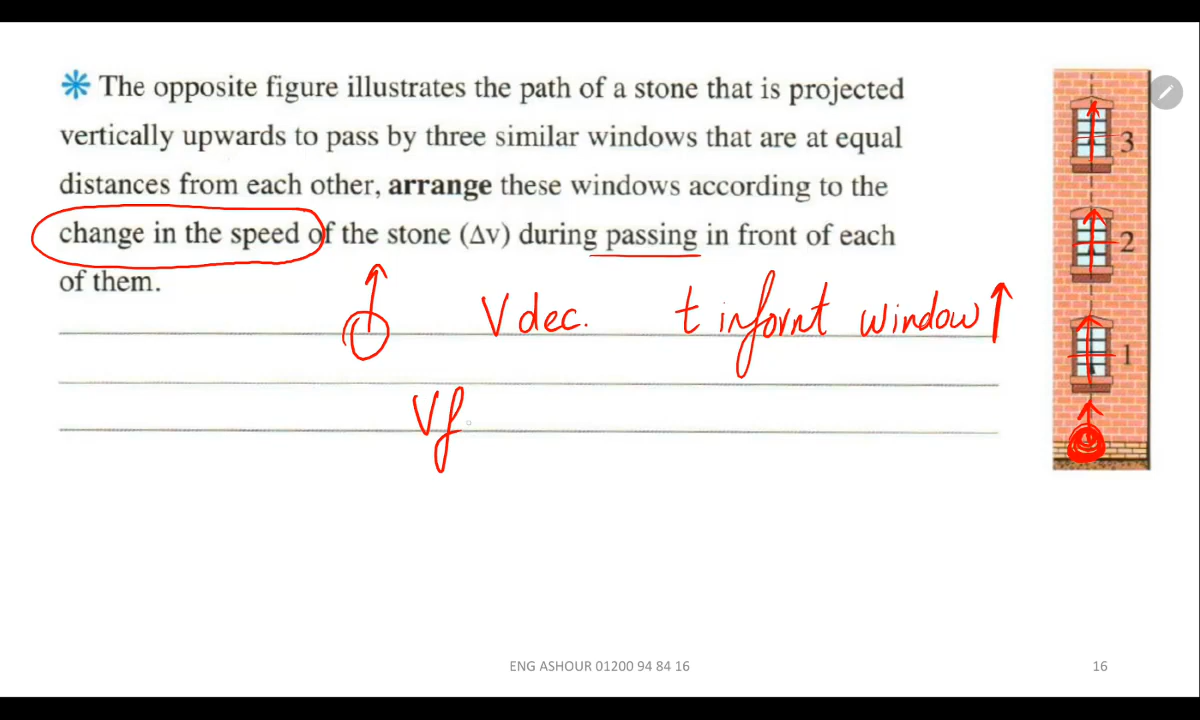 The opposite figure illustrates the path of a stone that is projected
vertically upwards to pass by three similar windows that are at equal
distances from each other, arrange these windows according to the
change in the speed of the stone (Δv) during passing in front of each
of them.
V dec. t infornt window ↑
Vf
3
2
1
ENG ASHOUR 01200 94 84 16
16